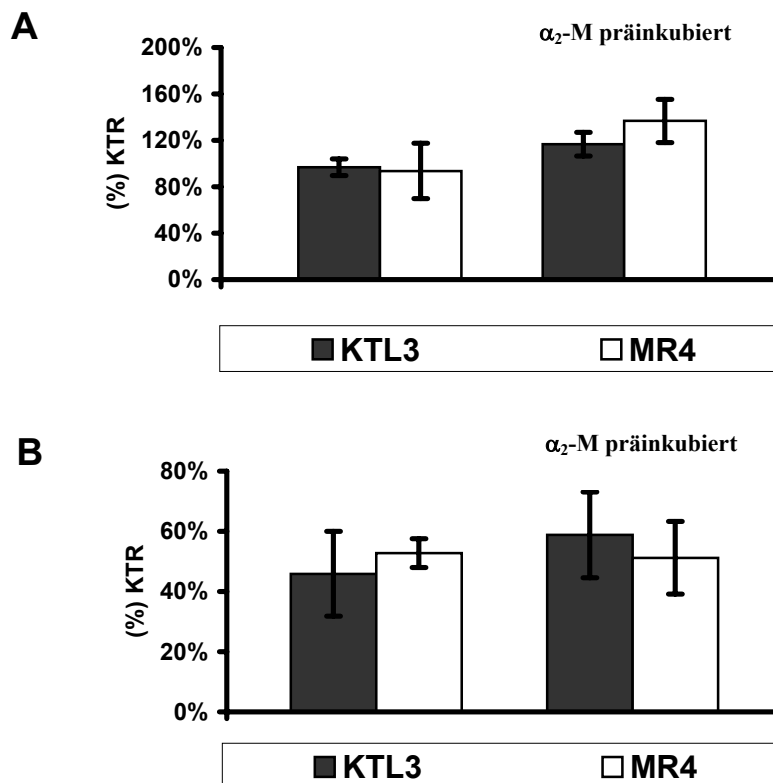 A
α2-M präinkubiert
200%
160%
120%
80%
40%
0%
(%) KTR
KTL3 MR4
B
α2-M präinkubiert
80%
60%
40%
20%
0%
(%) KTR
KTL3 MR4